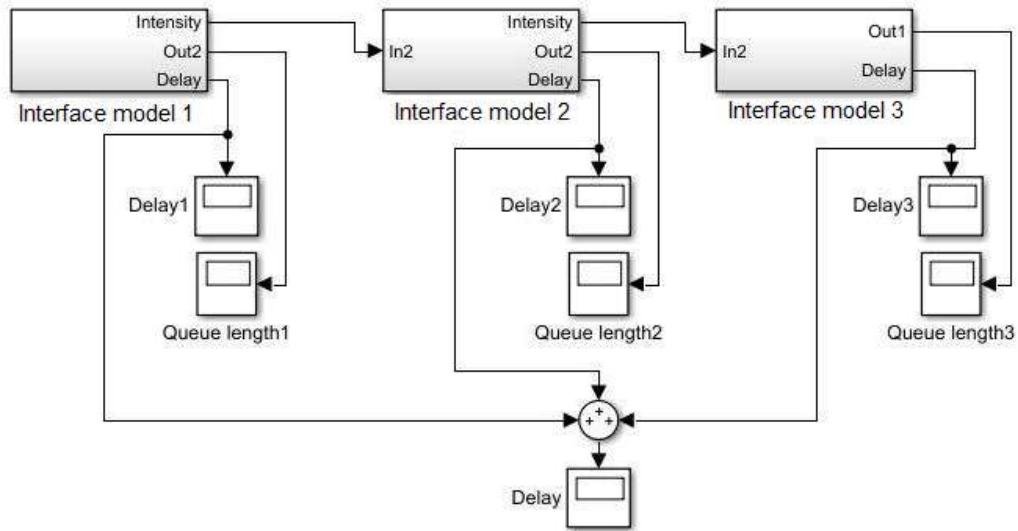 Intensity
Out2
Delay
Interface model 1
In2
Intensity
Out2
Delay
Interface model 2
In2
Out1
Delay
Interface model 3
Delay1
Queue length1
Delay2
Queue length2
Delay3
Queue length3
+ + +
Delay